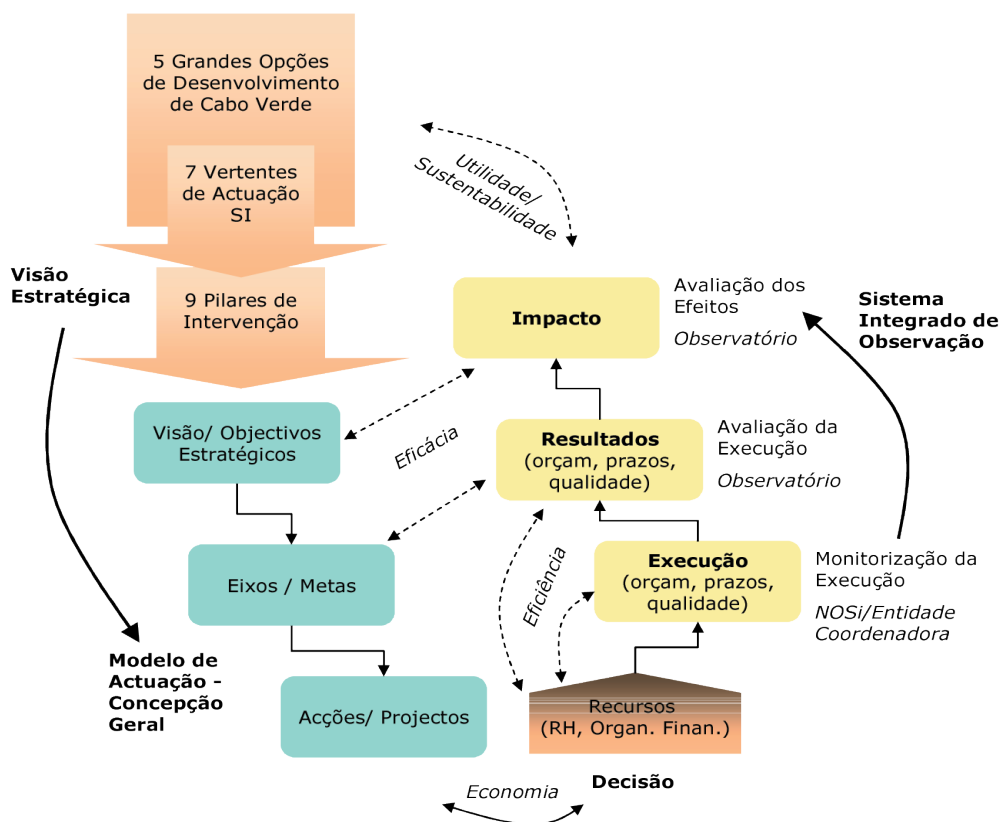 5 Grandes Opções
de Desenvolvimento
de Cabo Verde
7 Vertentes
de Actuação
SI
9 Pilares de
Intervenção
Visão
Estratégica
Visão/ Objectivos
Estratégicos
Eixos / Metas
Acções/ Projectos
Modelo de
Actuação -
Concepção
Geral
Utilidade/
Sustentabilidade
Impacto
Avaliação dos
Efeitos
Observatório
Sistema
Integrado de
Observação
Eficácia
Resultados
(orçam, prazos,
qualidade)
Avaliação da
Execução
Observatório
Eficiência
Execução
(orçam, prazos,
qualidade)
Monitorização da
Execução
NOSi/Entidade
Coordenadora
Recursos
(RH, Organ. Finan.)
Economia
Decisão